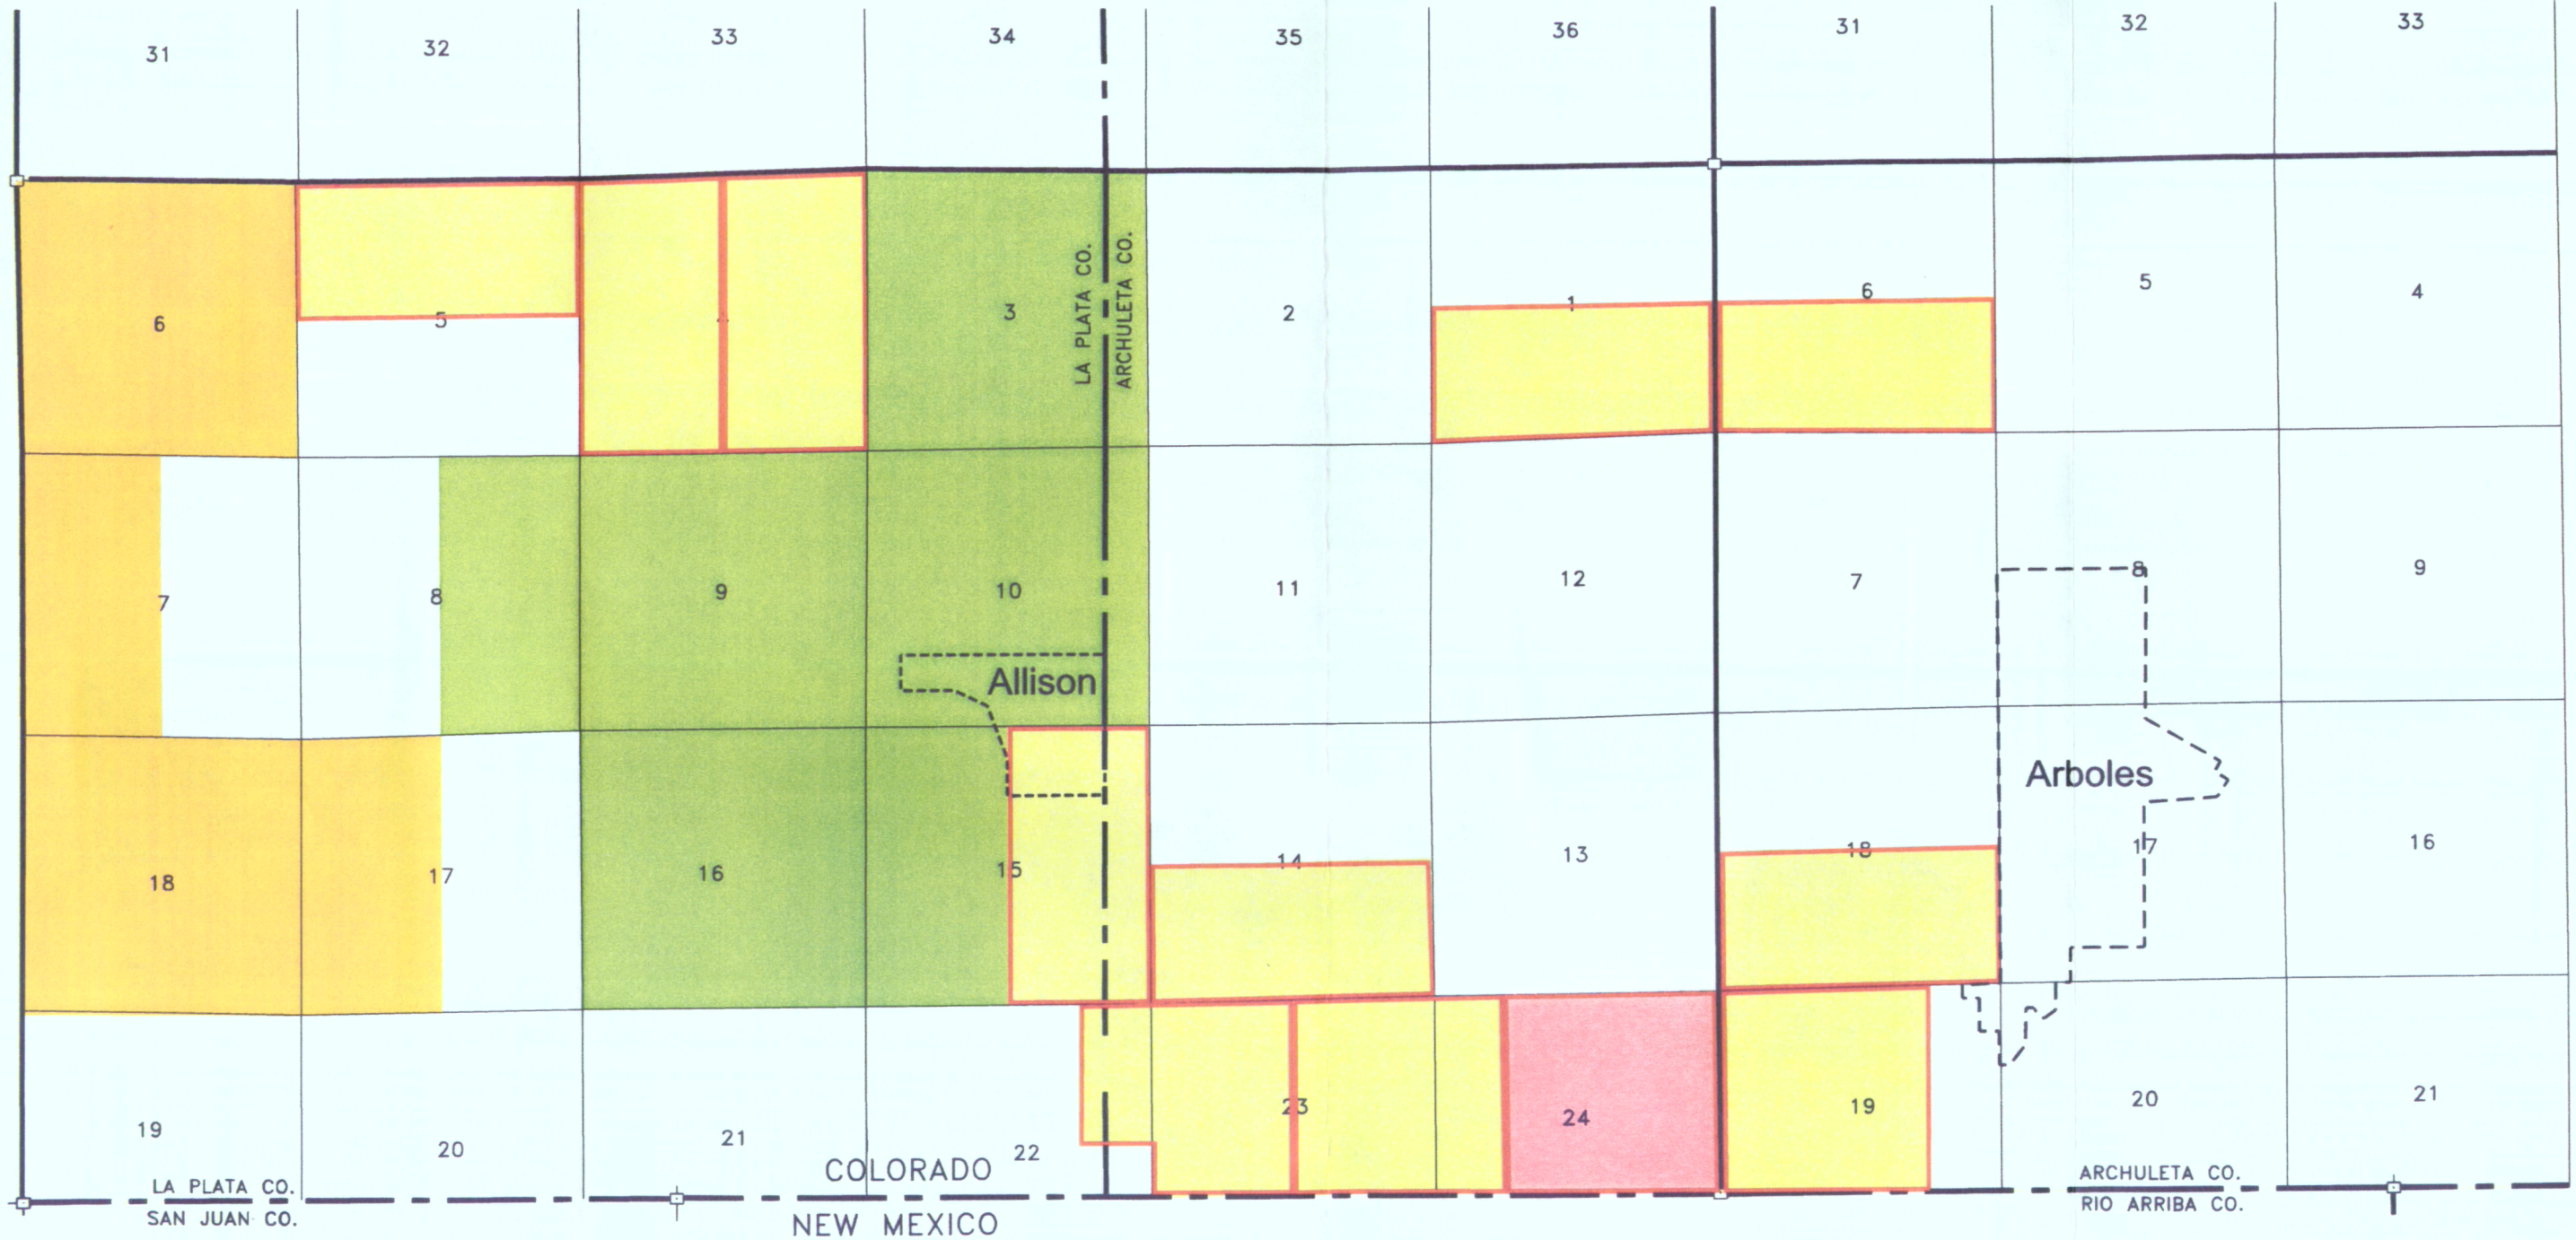 31 32 33 34 35 36 31 32 33
LA PLATA CO.
ARCHULETA CO.
6 5 3 2 1 6 5 4
7 8 9 10 11 12 7 8 9
Allison
Arboles
18 17 16 15 14 13 18 17 16
19 20 21 22 23 24 19 20 21
COLORADO
NEW MEXICO
LA PLATA CO.
SAN JUAN CO.
ARCHULETA CO.
RIO ARRIBA CO.